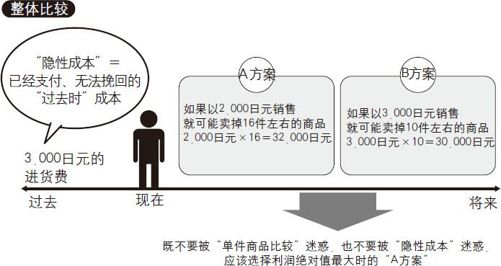 整体比较
“隐性成本”＝
已经支付、无法挽回的
“过去时”成本
3,000日元的
进货费
A方案
如果以2,000日元销售
就可能卖掉16件左右的商品
2,000日元×16＝32,000日元
B方案
如果以3,000日元销售
就可能卖掉10件左右的商品
3,000日元×10＝30,000日元
过去
现在
将来
既不要被“单件商品比较”迷惑，也不要被“隐性成本”迷惑，
应该选择利润绝对值最大时的“A方案”